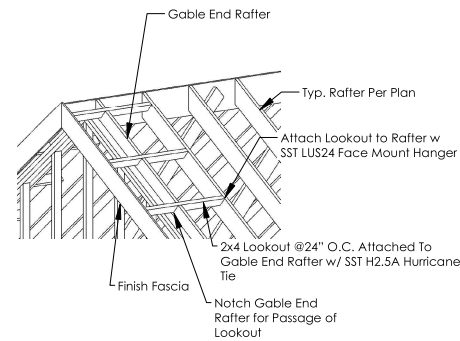 Gable End Rafter
Typ. Rafter Per Plan
Attach Lookout to Rafter w
SST LUS24 Face Mount Hanger
2x4 Lookout @24" O.C. Attached To
Gable End Rafter w/ SST H2.5A Hurricane
Tie
Finish Fascia
Notch Gable End
Rafter for Passage of
Lookout